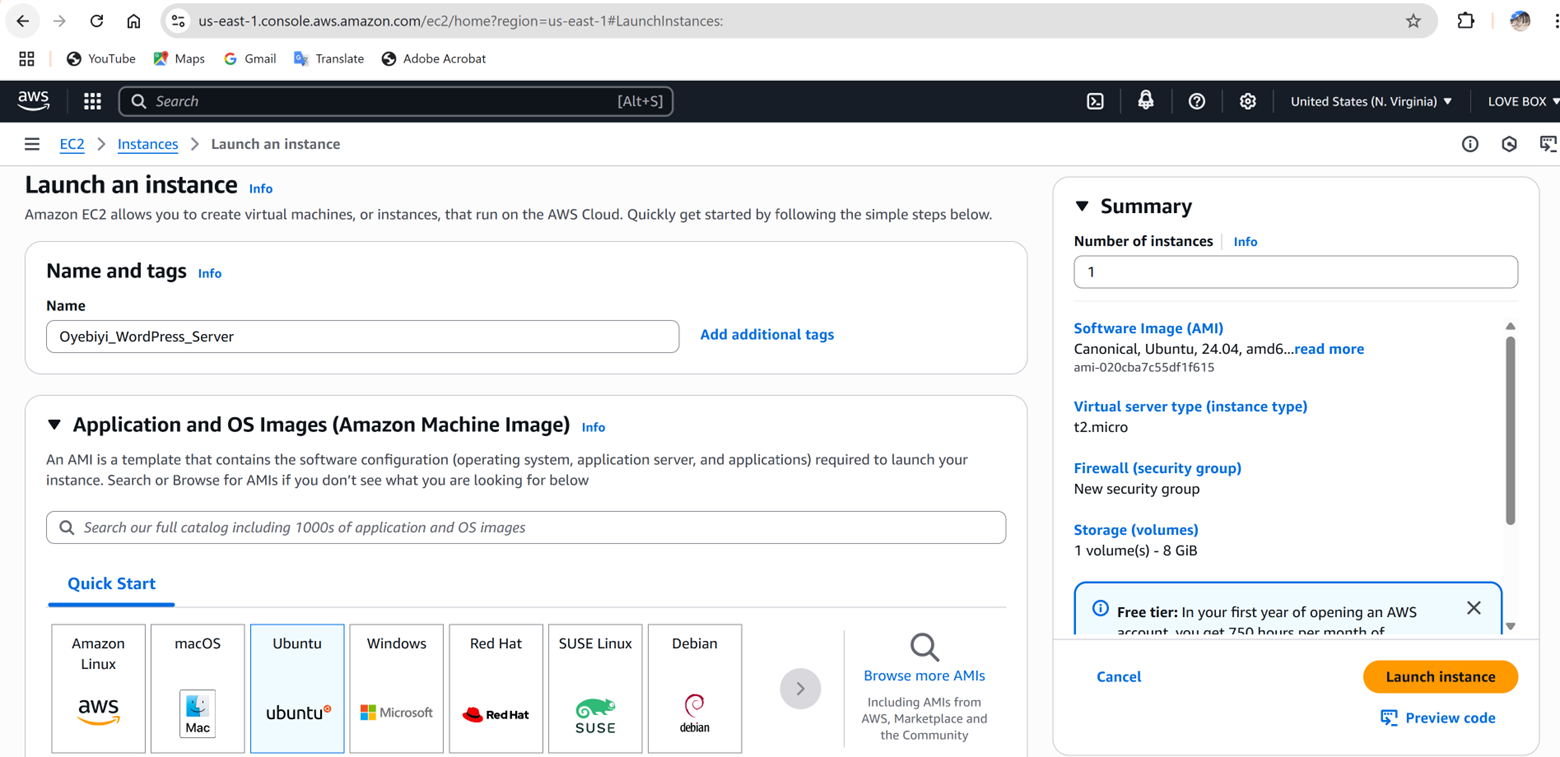 us-east-1.console.aws.amazon.com/ec2/home?region=us-east-1#LaunchInstances:
YouTube Maps Gmail Translate Adobe Acrobat
aws Search [Alt+S] United States (N. Virginia) LOVE BOX
EC2 Instances Launch an instance
Launch an instance Info
Amazon EC2 allows you to create virtual machines, or instances, that run on the AWS Cloud. Quickly get started by following the simple steps below.
Name and tags Info
Name
Oyebiyi_WordPress_Server Add additional tags
Application and OS Images (Amazon Machine Image) Info
An AMI is a template that contains the software configuration (operating system, application server, and applications) required to launch your
instance. Search or Browse for AMIs if you don't see what you are looking for below
Search our full catalog including 1000s of application and OS images
Quick Start
Amazon
Linux
aws
macOS
Mac
Ubuntu
ubuntu
Windows
Microsoft
Red Hat
Red Hat
SUSE Linux
SUSE
Debian
debian
Browse more AMIs
Including AMIs from
AWS, Marketplace and
the Community
Summary
Number of instances Info
1
Software Image (AMI)
Canonical, Ubuntu, 24.04, amd6...read more
ami-020cba7c55df1f615
Virtual server type (instance type)
t2.micro
Firewall (security group)
New security group
Storage (volumes)
1 volume(s) - 8 GiB
Free tier: In your first year of opening an AWS
account, you get 750 hours per month of
Cancel Launch instance
Preview code